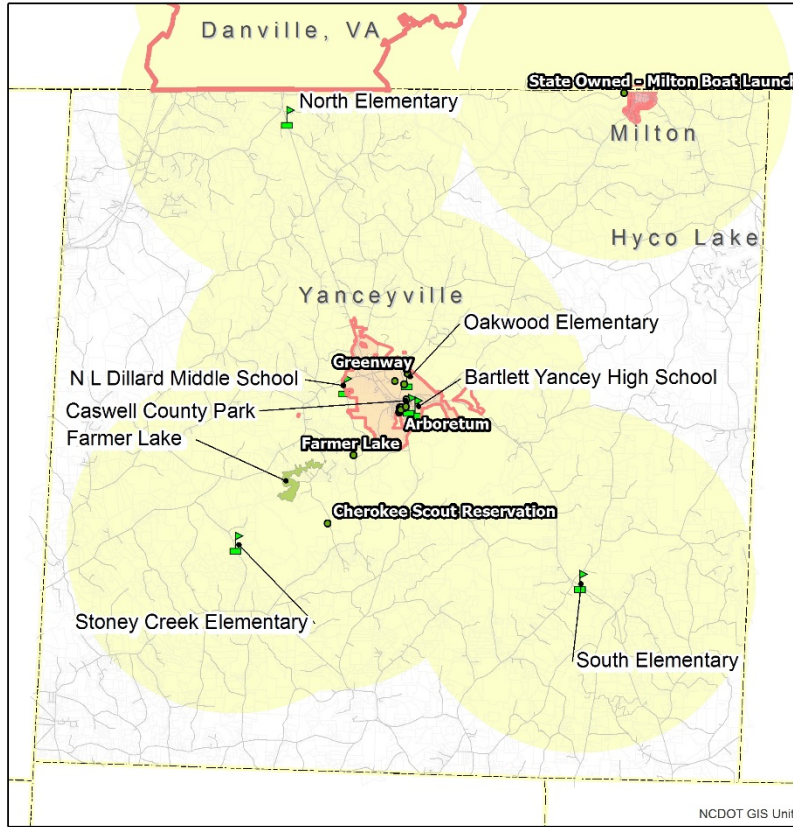 Danville, VA
State Owned - Milton Boat Launch
North Elementary
Milton
Hyco Lake
Yanceyville
Oakwood Elementary
Greenway
N L Dillard Middle School
Bartlett Yancey High School
Caswell County Park
Arboretum
Farmer Lake
Farmer Lake
Cherokee Scout Reservation
Stoney Creek Elementary
South Elementary
NCDOT GIS Unit